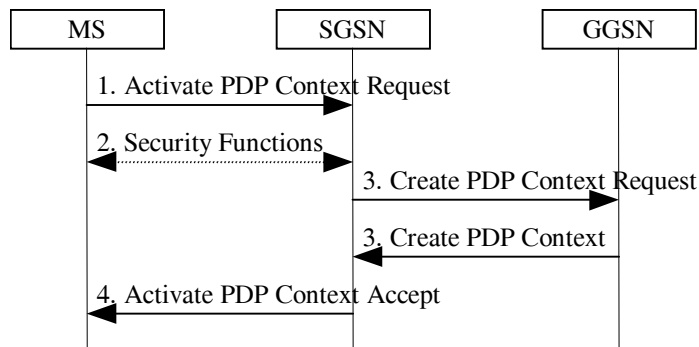 MS
SGSN
GGSN
1. Activate PDP Context Request
2. Security Functions
3. Create PDP Context Request
3. Create PDP Context
4. Activate PDP Context Accept